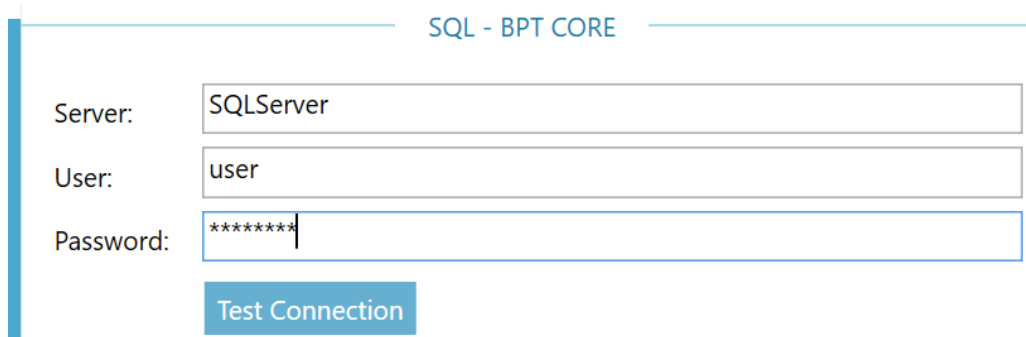 SQL - BPT CORE
Server: SQLServer
User: user
Password: ********
Test Connection